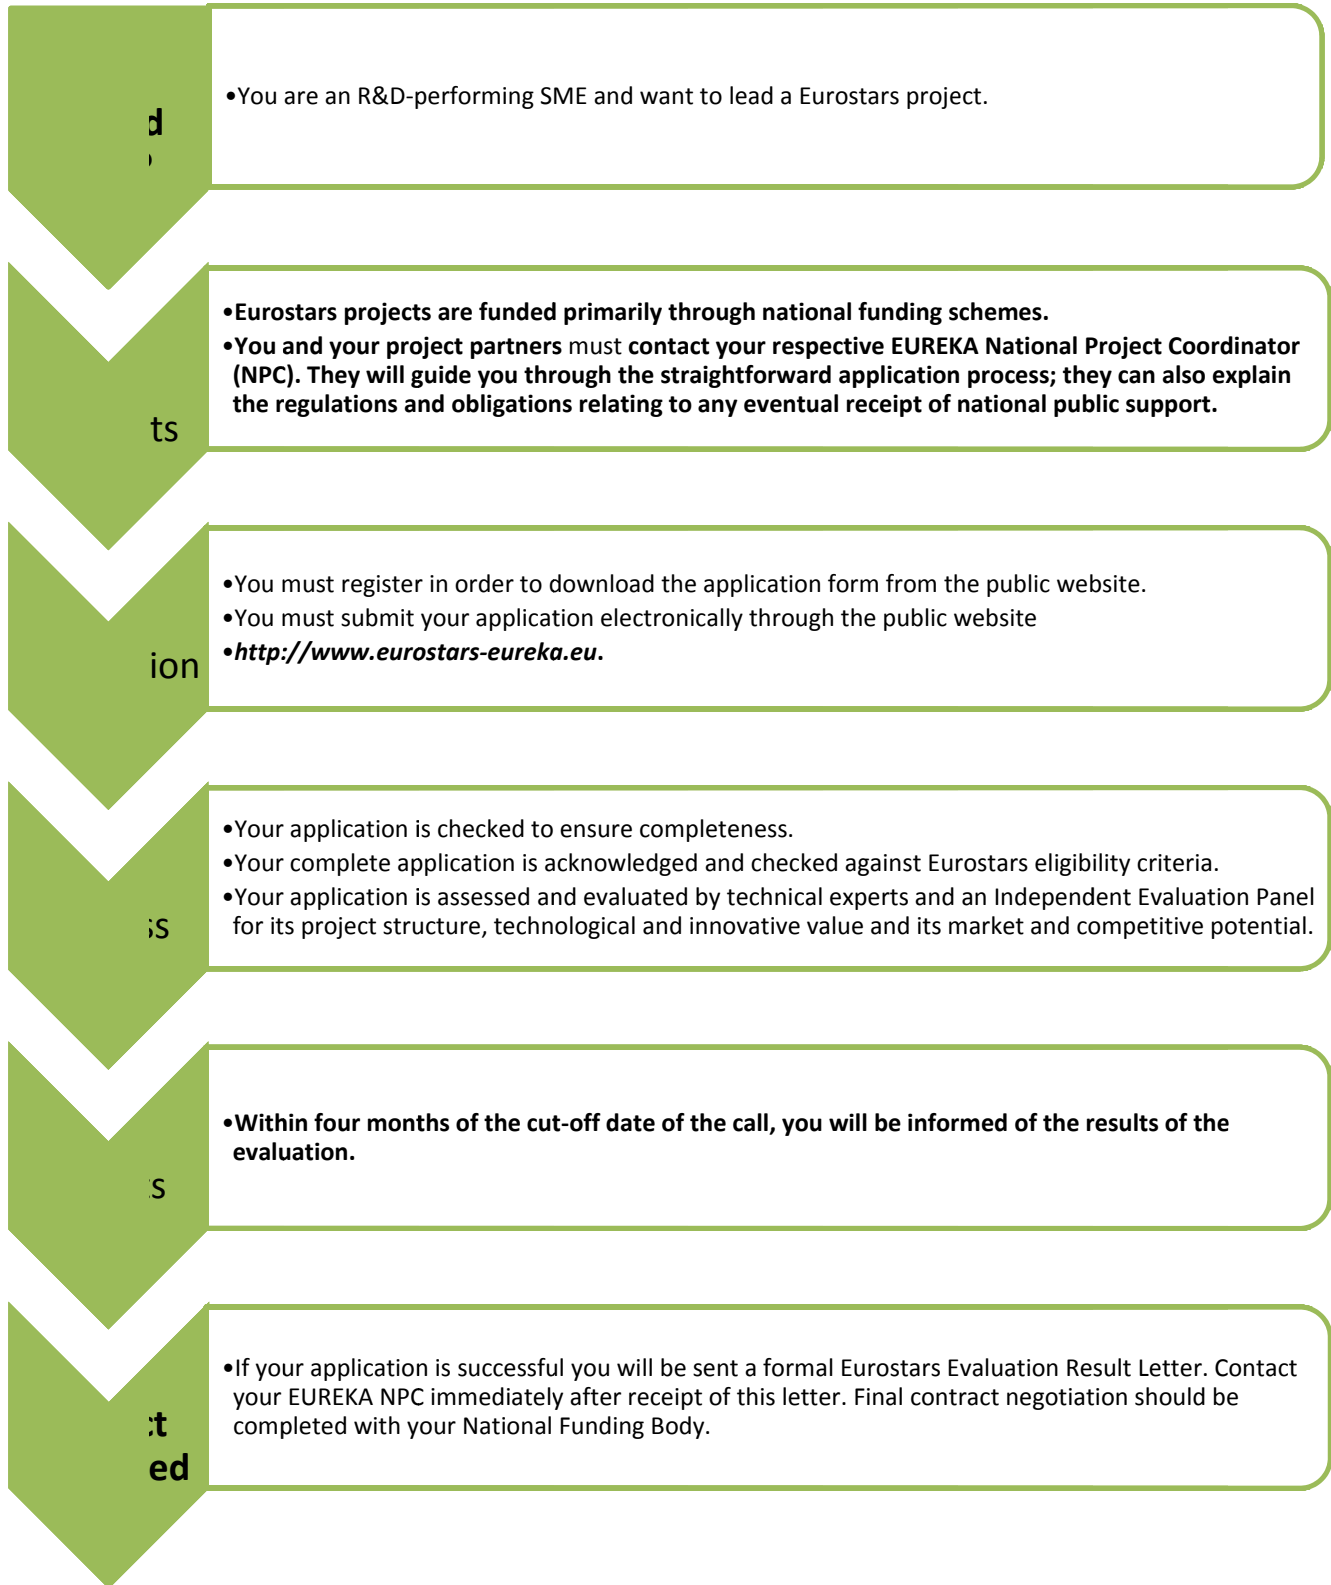 d
•You are an R&D-performing SME and want to lead a Eurostars project.
•Eurostars projects are funded primarily through national funding schemes.
•You and your project partners must contact your respective EUREKA National Project Coordinator
(NPC). They will guide you through the straightforward application process; they can also explain
the regulations and obligations relating to any eventual receipt of national public support.
ts
•You must register in order to download the application form from the public website.
•You must submit your application electronically through the public website
•http://www.eurostars-eureka.eu.
ion
•Your application is checked to ensure completeness.
•Your complete application is acknowledged and checked against Eurostars eligibility criteria.
•Your application is assessed and evaluated by technical experts and an Independent Evaluation Panel
for its project structure, technological and innovative value and its market and competitive potential.
ss
•Within four months of the cut-off date of the call, you will be informed of the results of the
evaluation.
ts
•If your application is successful you will be sent a formal Eurostars Evaluation Result Letter. Contact
your EUREKA NPC immediately after receipt of this letter. Final contract negotiation should be
completed with your National Funding Body.
ct
ed